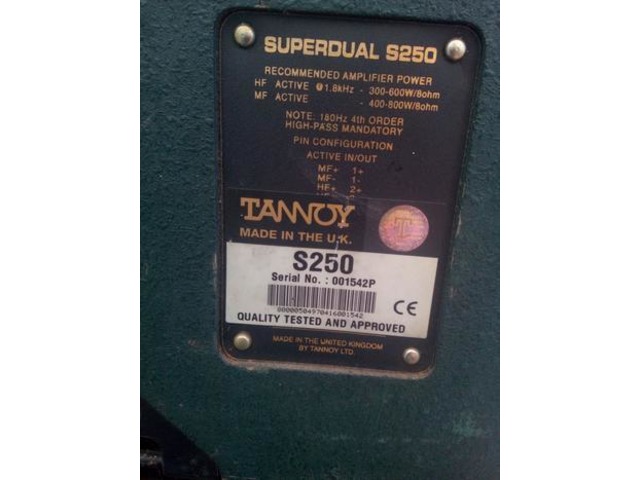 SUPERDUAL S250
RECOMMENDED AMPLIFIER POWER
HF ACTIVE @1.8kHz - 300-600W/8ohm
MF ACTIVE - 400-800W/8ohm
NOTE. 180Hz 4th ORDER
HIGH-PASS MANDATORY
PIN CONFIGURATION
ACTIVE IN/OUT
MF+ 1+
MF- 1-
HF+ 2+
TANNOY
MADE IN THE U.K.
S250
Serial No. : 001542P
00000504970416001542
QUALITY TESTED AND APPROVED
CE
MADE IN THE UNITED KINGDOM
BY TANNOY LTD.